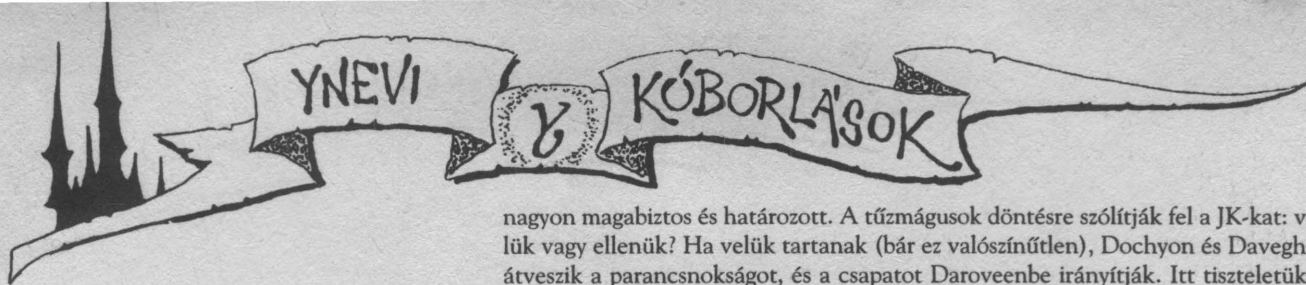 YNEVI Y KÓBORLÁSOK
nagyon magabiztos és határozott. A tűzmágusok döntésre szólítják fel a JK-kat: v
lük vagy ellenük? Ha velük tartanak (bár ez valószínűtlen), Dochyon és Davegh
átveszik a parancsnokságot, és a csapatot Daroveenbe irányítják. Itt tiszteletük